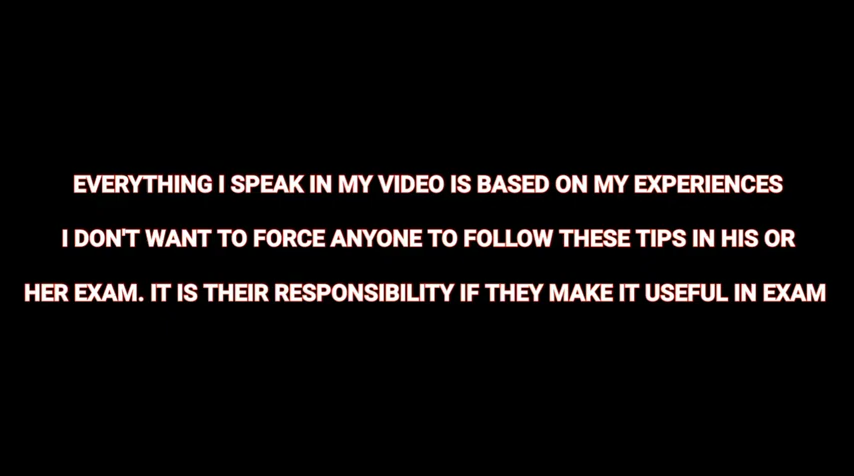 EVERYTHING I SPEAK IN MY VIDEO IS BASED ON MY EXPERIENCES
I DON'T WANT TO FORCE ANYONE TO FOLLOW THESE TIPS IN HIS OR
HER EXAM. IT IS THEIR RESPONSIBILITY IF THEY MAKE IT USEFUL IN EXAM